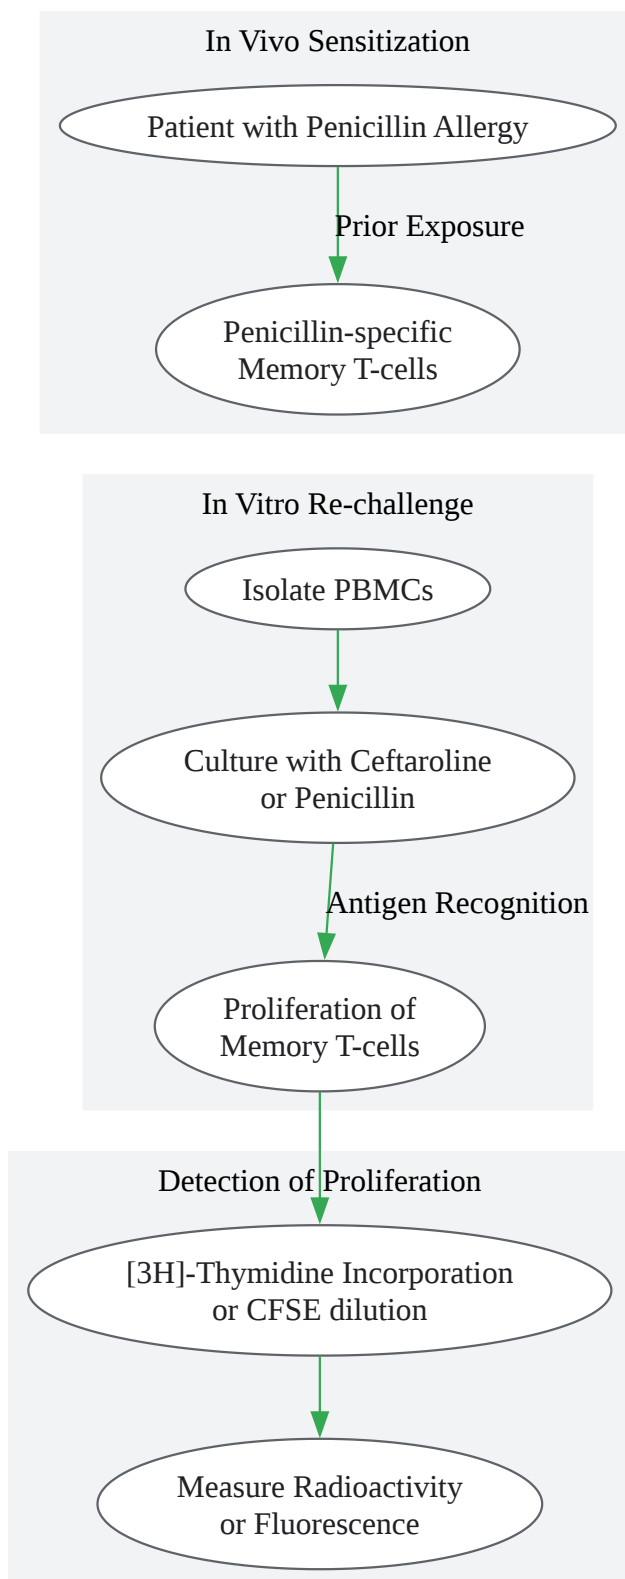 In Vivo Sensitization
Patient with Penicillin Allergy
Prior Exposure
Penicillin-specific
Memory T-cells
In Vitro Re-challenge
Isolate PBMCs
Culture with Ceftaroline
or Penicillin
Antigen Recognition
Proliferation of
Memory T-cells
Detection of Proliferation
[3H]-Thymidine Incorporation
or CFSE dilution
Measure Radioactivity
or Fluorescence